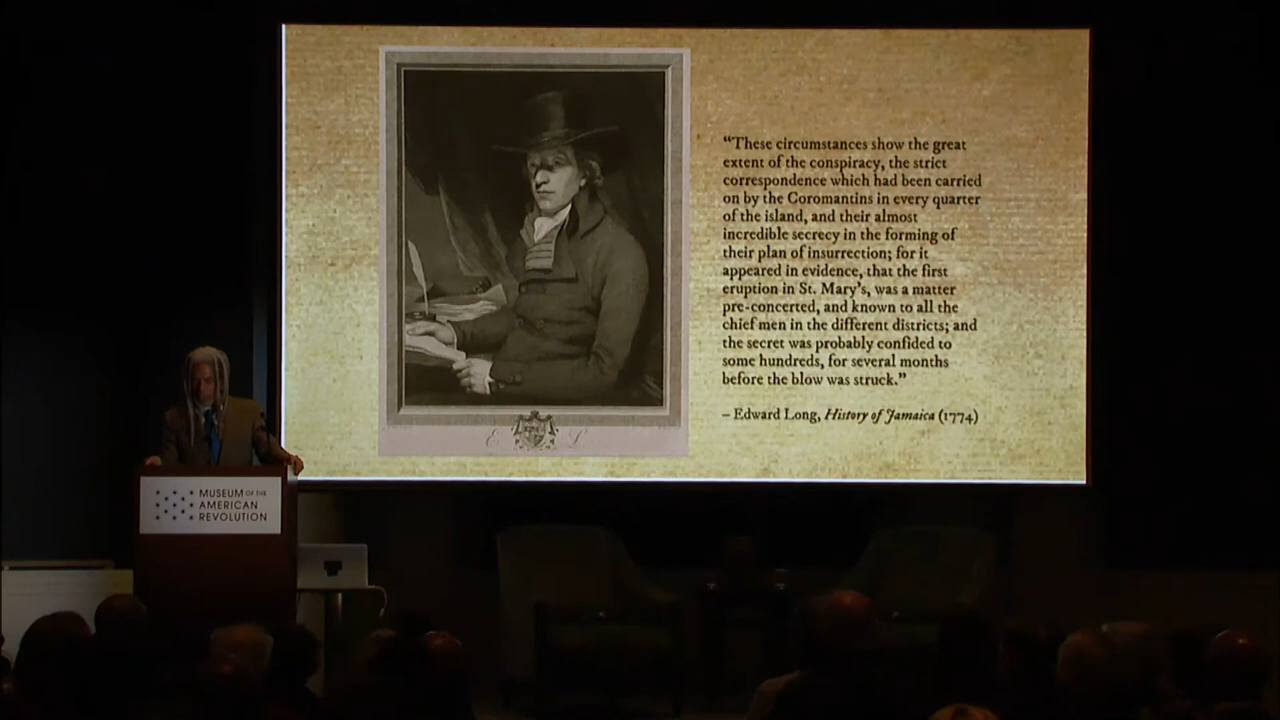 “These circumstances show the great
extent of the conspiracy, the strict
correspondence which had been carried
on by the Coromantins in every quarter
of the island, and their almost
incredible secrecy in the forming of
their plan of insurrection; for it
appeared in evidence, that the first
eruption in St. Mary’s, was a matter
pre-concerted, and known to all the
chief men in the different districts; and
the secret was probably confided to
some hundreds, for several months
before the blow was struck.”
– Edward Long, History of Jamaica (1774)
E L
MUSEUM OF THE
AMERICAN
REVOLUTION